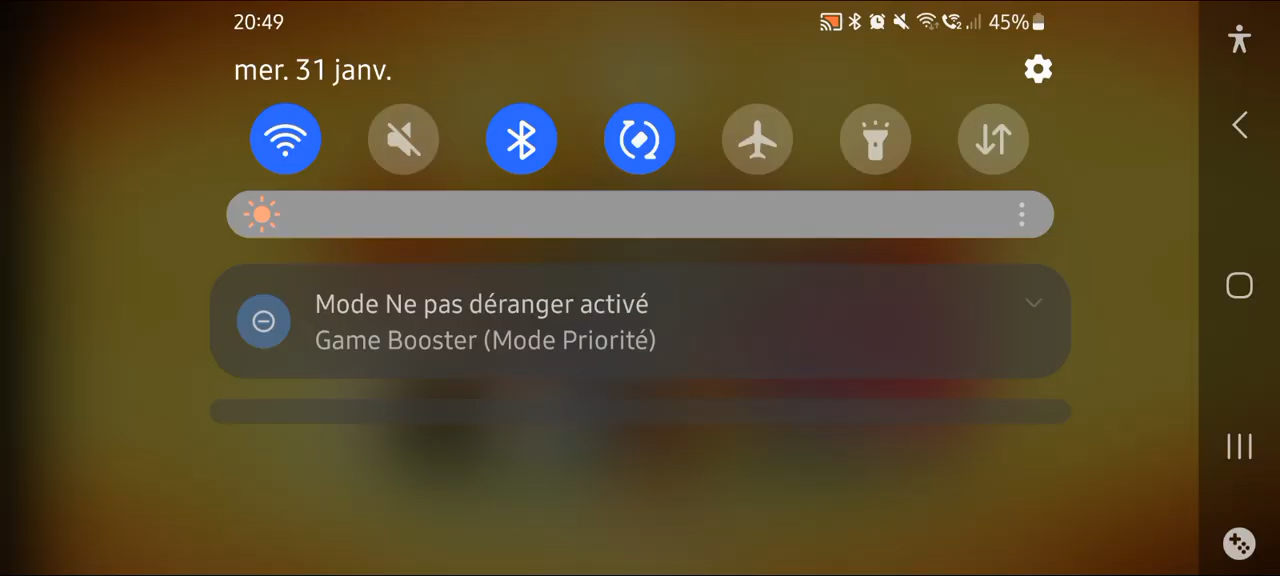 20:49
45%
mer. 31 janv.
Mode Ne pas déranger activé
Game Booster (Mode Priorité)